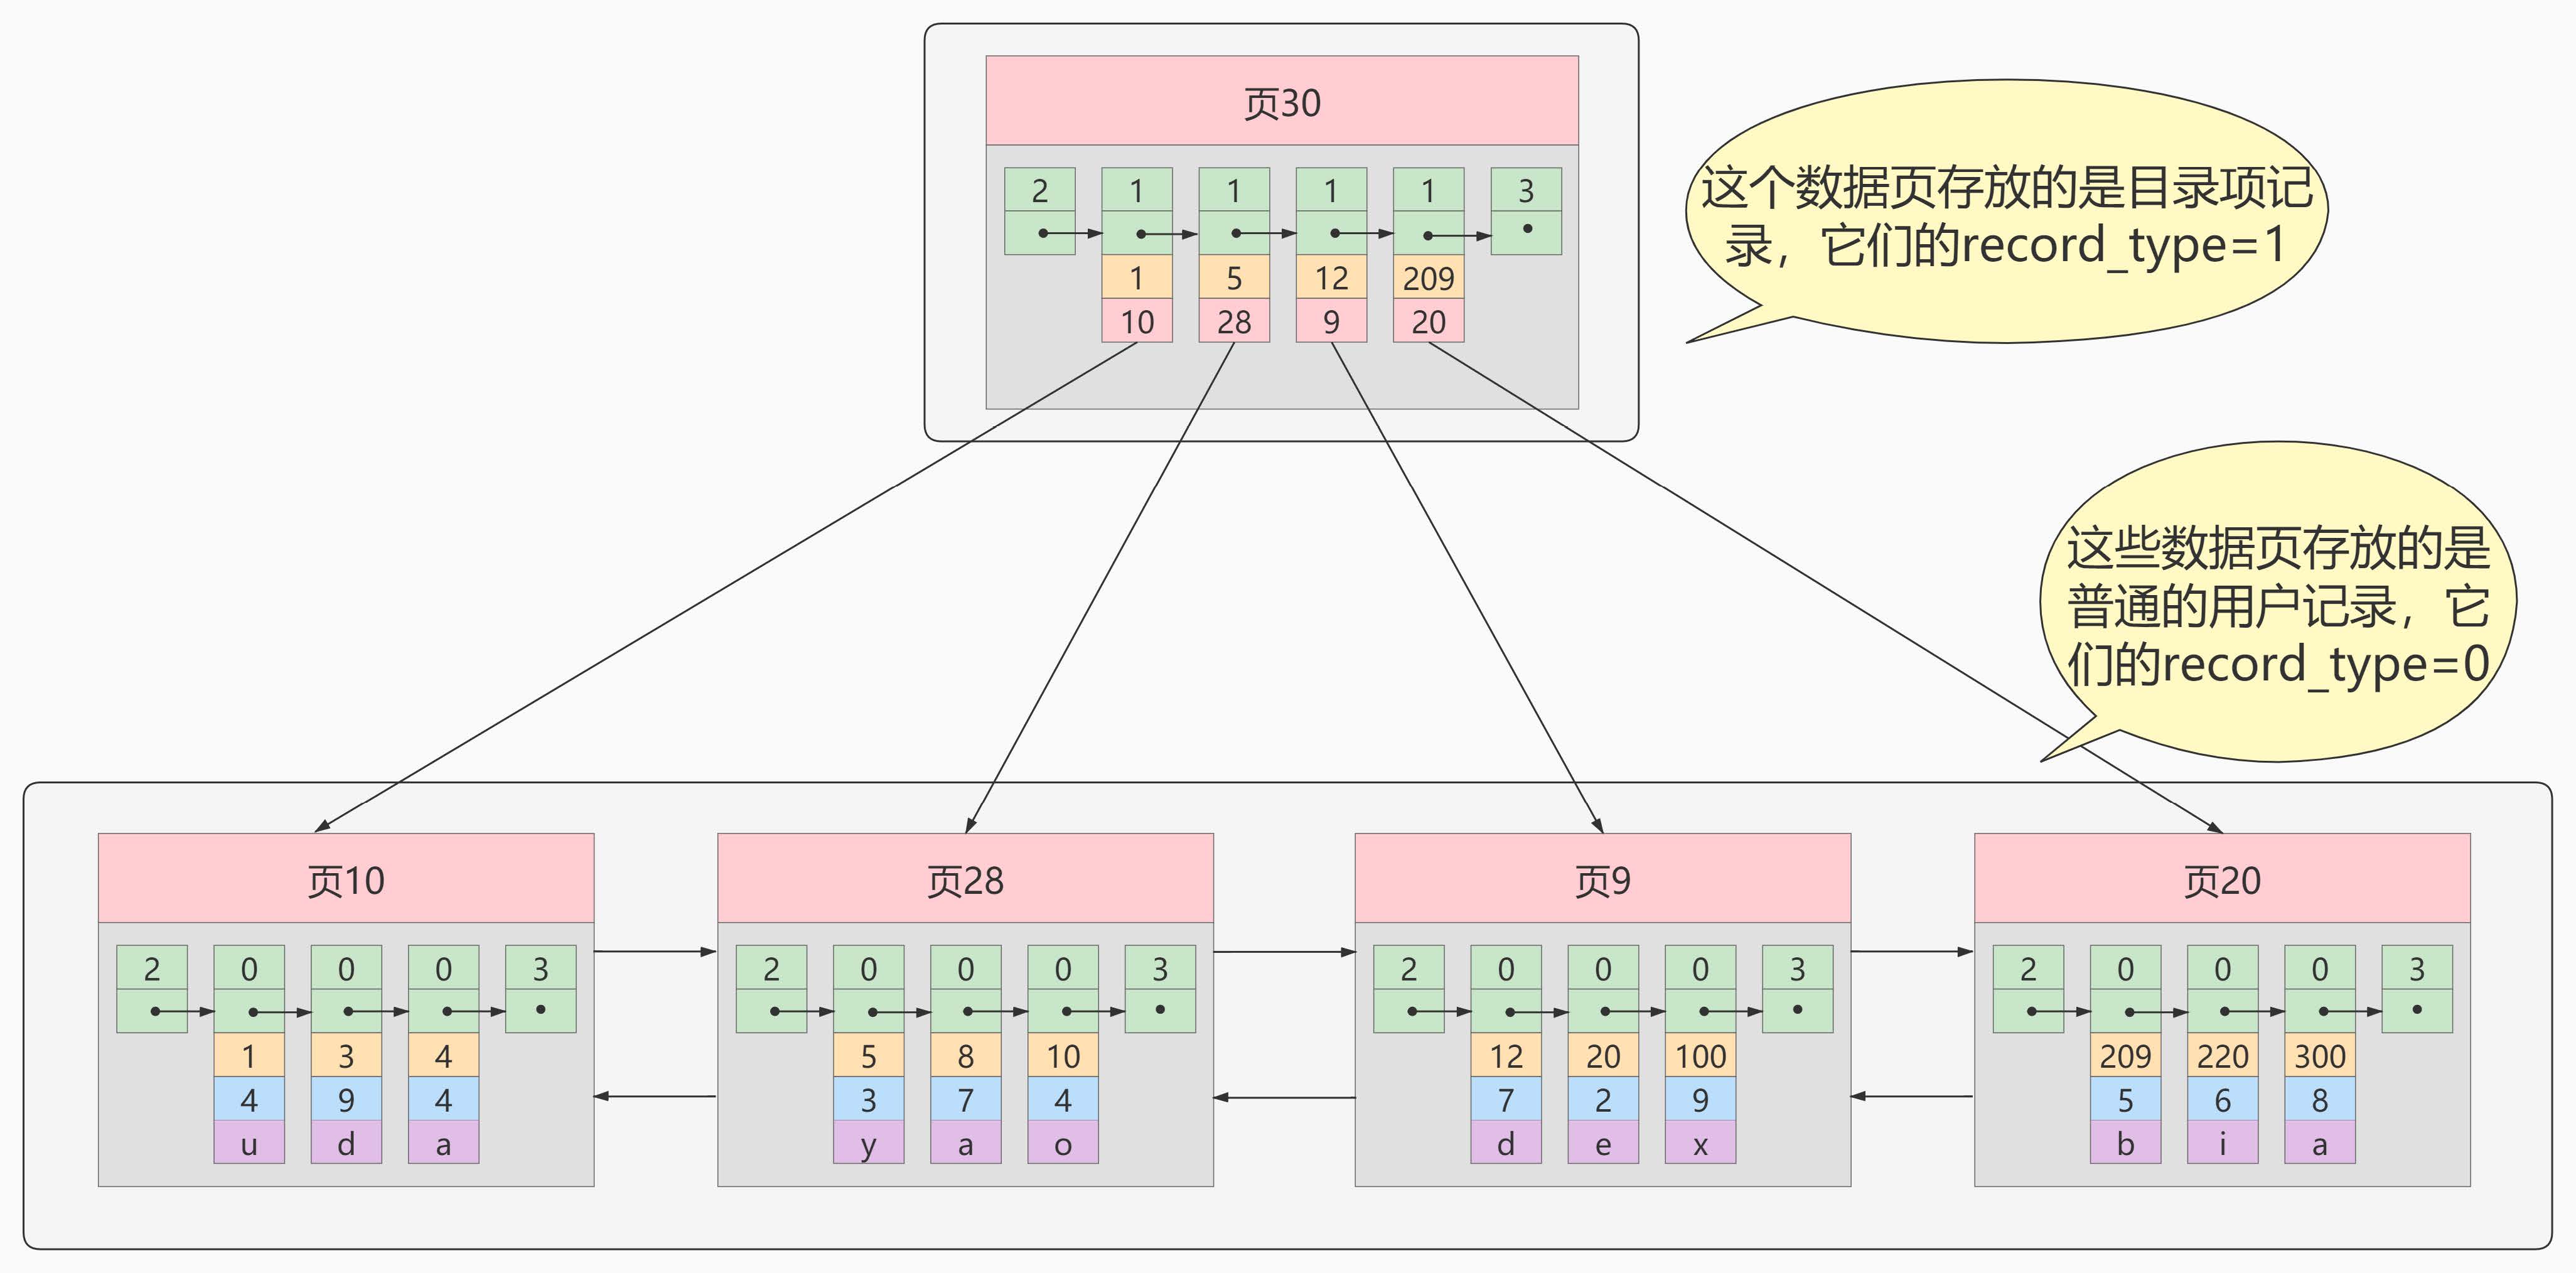 页30
2 1 1 1 1 3
1 5 12 209
10 28 9 20
这个数据页存放的是目录项记
录，它们的record_type=1
这些数据页存放的是
普通的用户记录，它
们的record_type=0
页10
2 0 0 0 3
1 3 4
4 9 4
u d a
页28
2 0 0 0 3
5 8 10
3 7 4
y a o
页9
2 0 0 0 3
12 20 100
7 2 9
d e x
页20
2 0 0 0 3
209 220 300
5 6 8
b i a